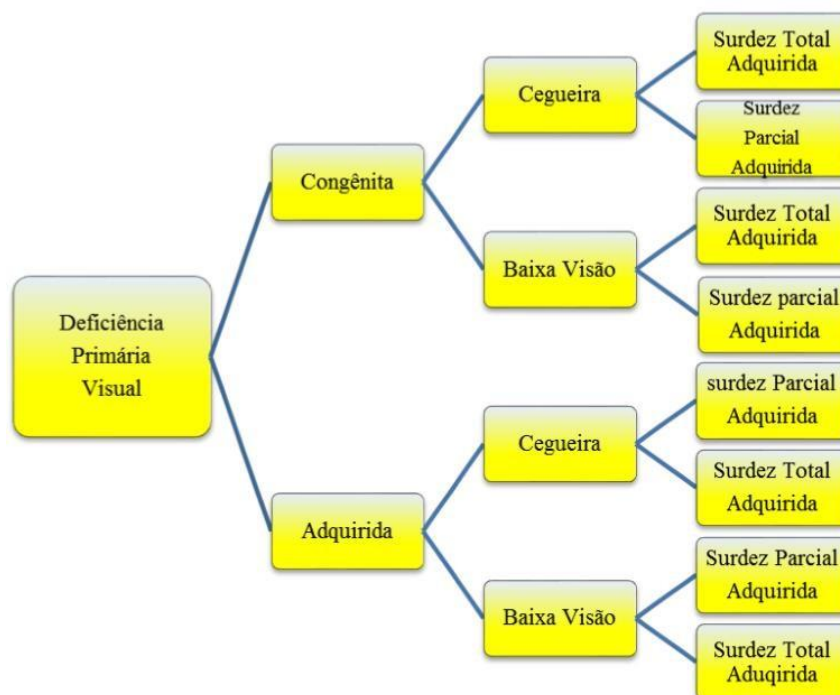 Deficiência
Primária
Visual
Congênita
Cegueira
Surdez Total
Adquirida
Surdez
Parcial
Adquirida
Baixa Visão
Surdez Total
Adquirida
Surdez parcial
Adquirida
Adquirida
Cegueira
surdez Parcial
Adquirida
Surdez Total
Adquirida
Baixa Visão
Surdez Parcial
Adquirida
Surdez Total
Aduqirida